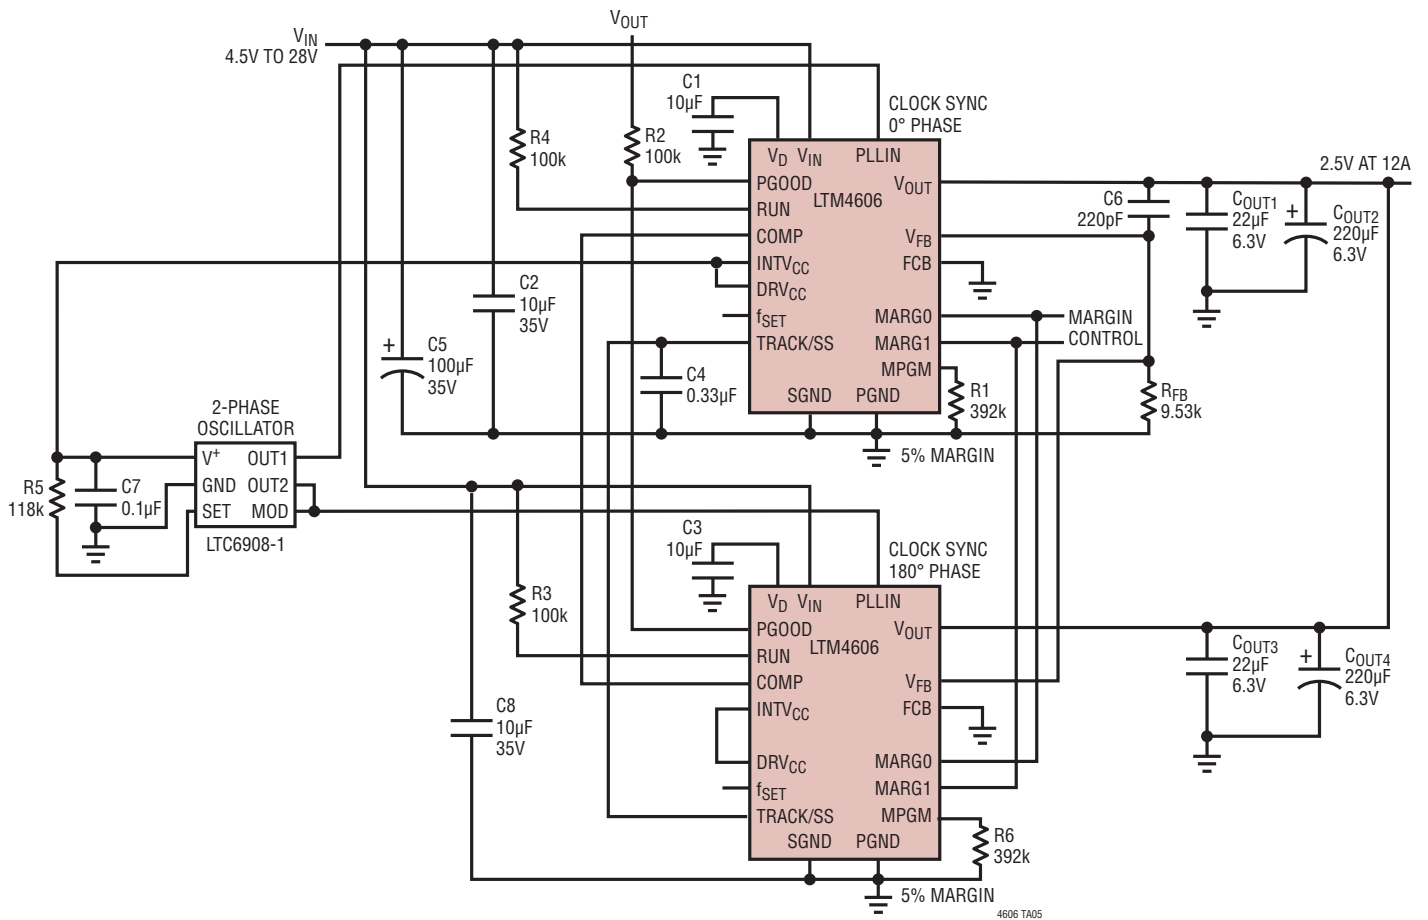 VOUT
VIN
4.5V TO 28V
C1
10µF
CLOCK SYNC
0° PHASE
R4
100k
R2
100k
VD VIN PLLIN
PGOOD
RUN
COMP
INTVCC
DRVCC
fSET
TRACK/SS
LTM4606
VOUT
VFB
FCB
MARG0
MARG1
MPGM
SGND PGND
2.5V AT 12A
C6
220pF
COUT1
22µF
6.3V
+
COUT2
220µF
6.3V
C2
10µF
35V
+
C5
100µF
35V
C4
0.33µF
MARGIN
CONTROL
R1
392k
RFB
9.53k
5% MARGIN
2-PHASE
OSCILLATOR
V+ OUT1
GND OUT2
SET MOD
LTC6908-1
R5
118k
C7
0.1µF
C3
10µF
CLOCK SYNC
180° PHASE
R3
100k
VD VIN PLLIN
PGOOD
RUN
COMP
INTVCC
DRVCC
fSET
TRACK/SS
LTM4606
VOUT
VFB
FCB
MARG0
MARG1
MPGM
SGND PGND
COUT3
22µF
6.3V
+
COUT4
220µF
6.3V
C8
10µF
35V
R6
392k
5% MARGIN
4606 TA05